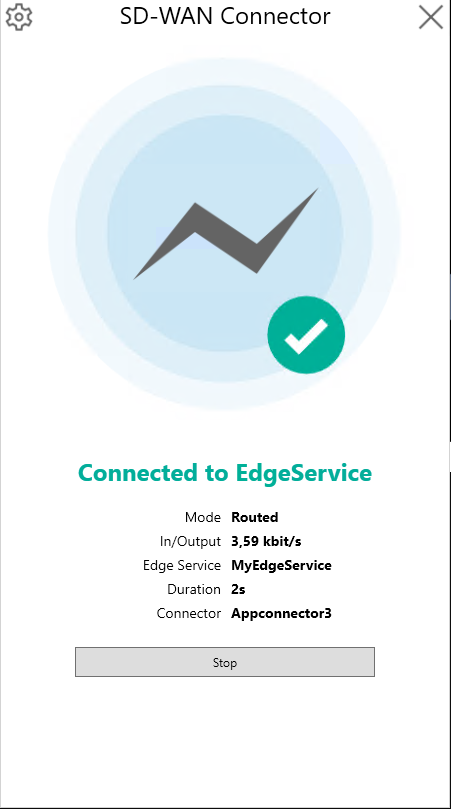 SD-WAN Connector
Connected to EdgeService
Mode Routed
In/Output 3,59 kbit/s
Edge Service MyEdgeService
Duration 2s
Connector Appconnector3
Stop